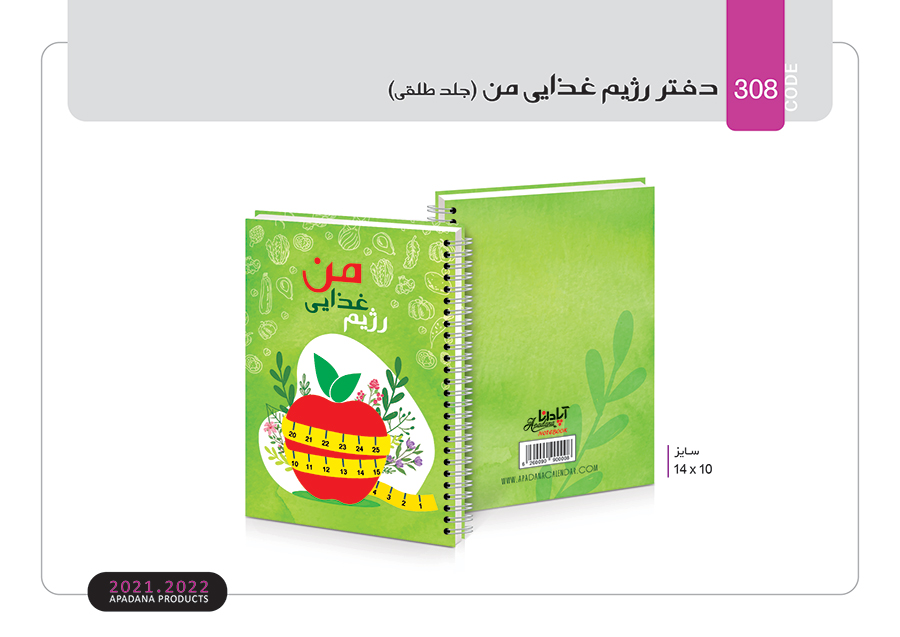 دفتر رژیم غذایی من (جلد طلقی)
308
CODE
من
غذایی
رژیم
20 21 22 23 24 25
10 11 12 13 14 15
4 3 2 1
آپادانا
Apadana
NOTEBOOK
WWW.APADANACALENDAR.COM
سایز
14 x 10
2021.2022
APADANA PRODUCTS